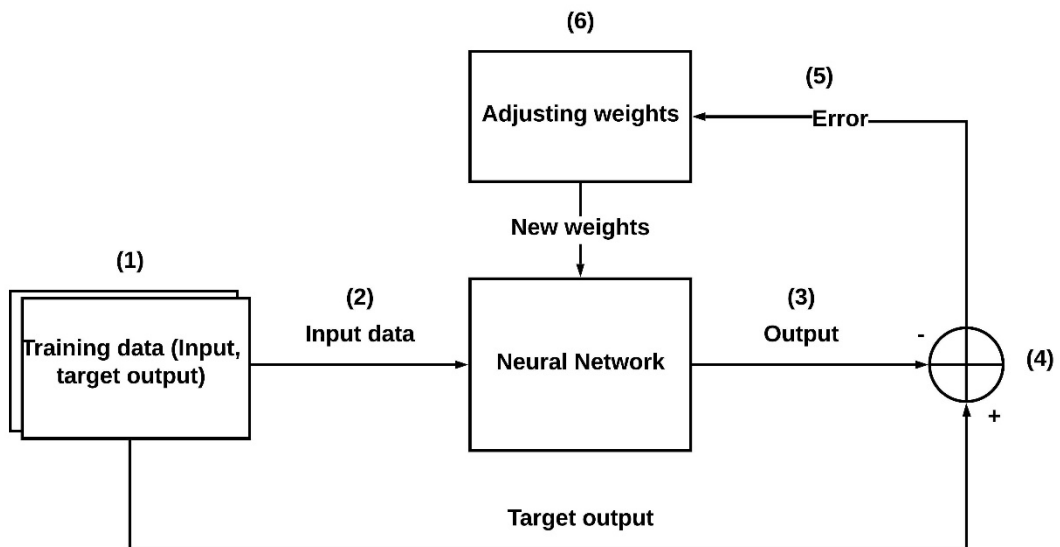 (6)
(5)
Adjusting weights
Error
New weights
(1)
(2)
(3)
Input data
Output
Training data (Input,
target output)
Neural Network
-
(4)
+
Target output